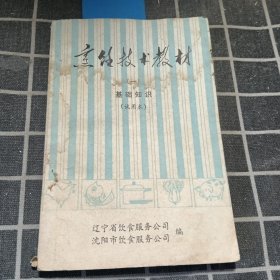 烹饪技术教材
(一)
基础知识
(试用本)
辽宁省饮食服务公司
沈阳市饮食服务公司
编